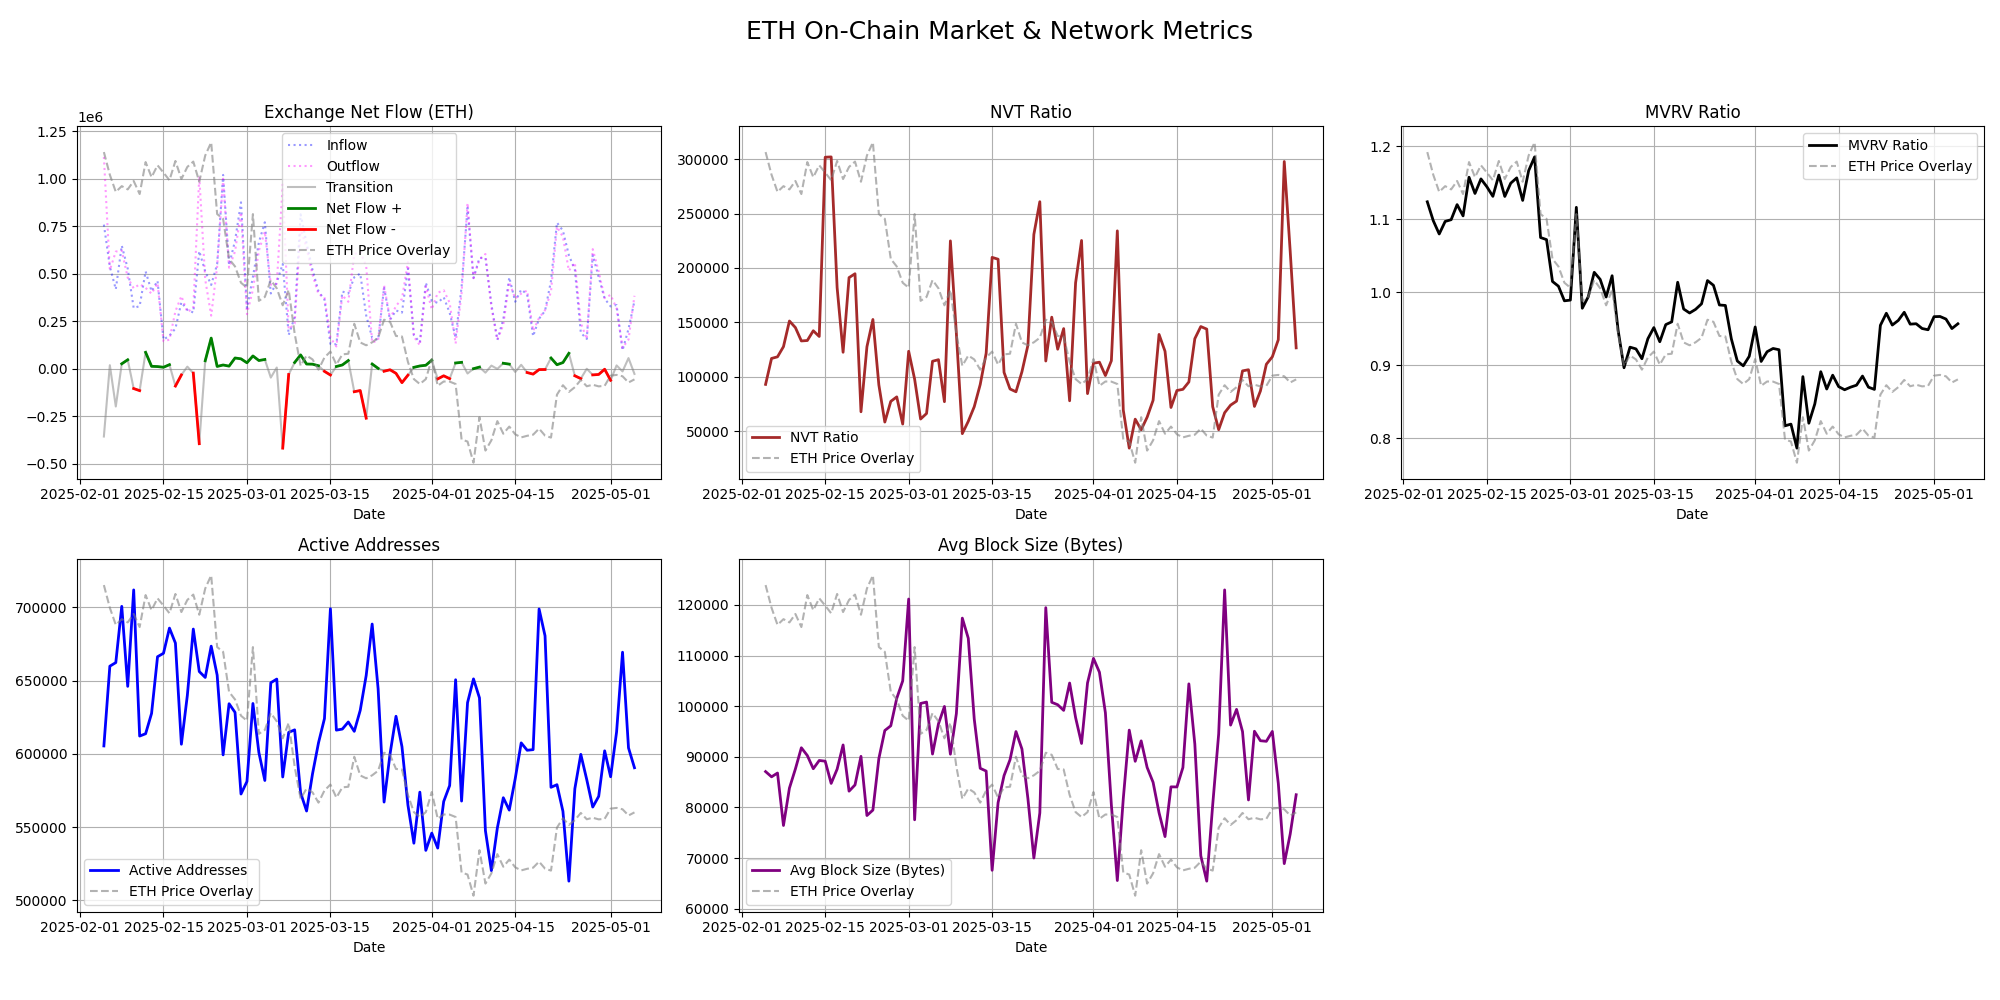 ETH On-Chain Market & Network Metrics
Exchange Net Flow (ETH)
1e6
1.25
1.00
0.75
0.50
0.25
0.00
−0.25
−0.50
Inflow
Outflow
Transition
Net Flow +
Net Flow -
ETH Price Overlay
2025-02-01 2025-02-15 2025-03-01 2025-03-15 2025-04-01 2025-04-15 2025-05-01
Date
NVT Ratio
300000
250000
200000
150000
100000
50000
NVT Ratio
ETH Price Overlay
2025-02-01 2025-02-15 2025-03-01 2025-03-15 2025-04-01 2025-04-15 2025-05-01
Date
MVRV Ratio
1.2
1.1
1.0
0.9
0.8
MVRV Ratio
ETH Price Overlay
2025-02-01 2025-02-15 2025-03-01 2025-03-15 2025-04-01 2025-04-15 2025-05-01
Date
Active Addresses
700000
650000
600000
550000
500000
Active Addresses
ETH Price Overlay
2025-02-01 2025-02-15 2025-03-01 2025-03-15 2025-04-01 2025-04-15 2025-05-01
Date
Avg Block Size (Bytes)
120000
110000
100000
90000
80000
70000
60000
Avg Block Size (Bytes)
ETH Price Overlay
2025-02-01 2025-02-15 2025-03-01 2025-03-15 2025-04-01 2025-04-15 2025-05-01
Date